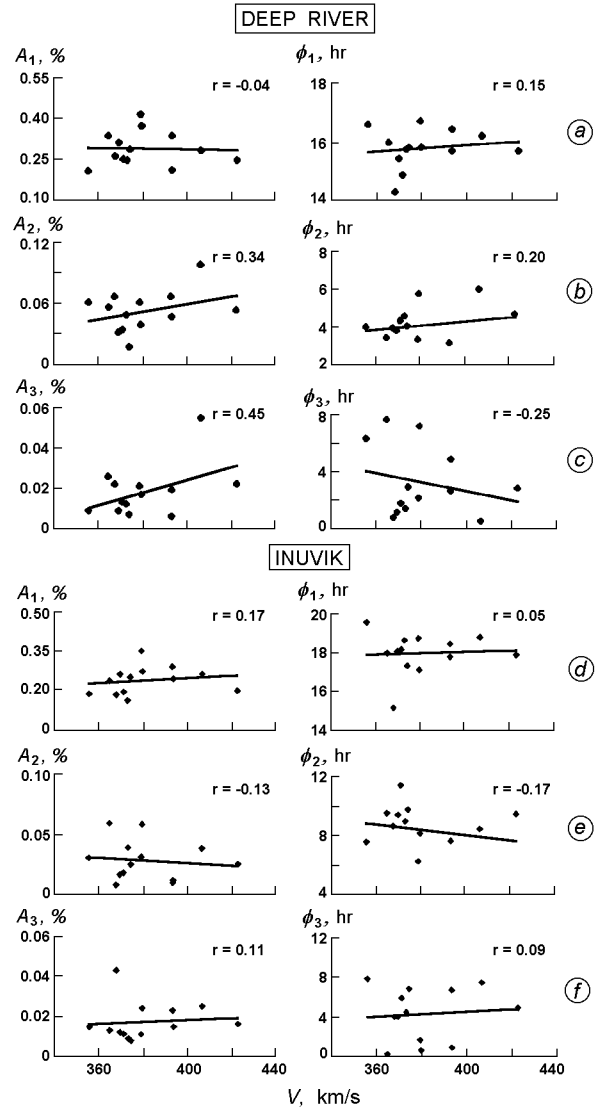 DEEP RIVER
A1, %
ϕ1, hr
0.55
0.40
0.25
0.10
r = -0.04
18
16
14
r = 0.15
a
A2, %
ϕ2, hr
0.12
0.06
0
r = 0.34
8
6
4
2
r = 0.20
b
A3, %
ϕ3, hr
0.06
0.04
0.02
0
r = 0.45
8
4
0
r = -0.25
c
INUVIK
A1, %
ϕ1, hr
0.50
0.35
0.20
0
r = 0.17
20
18
16
14
r = 0.05
d
A2, %
ϕ2, hr
0.10
0.05
0
r = -0.13
12
8
4
r = -0.17
e
A3, %
ϕ3, hr
0.06
0.04
0.02
0
r = 0.11
12
8
4
0
r = 0.09
f
360 400 440 360 400 440
V, km/s